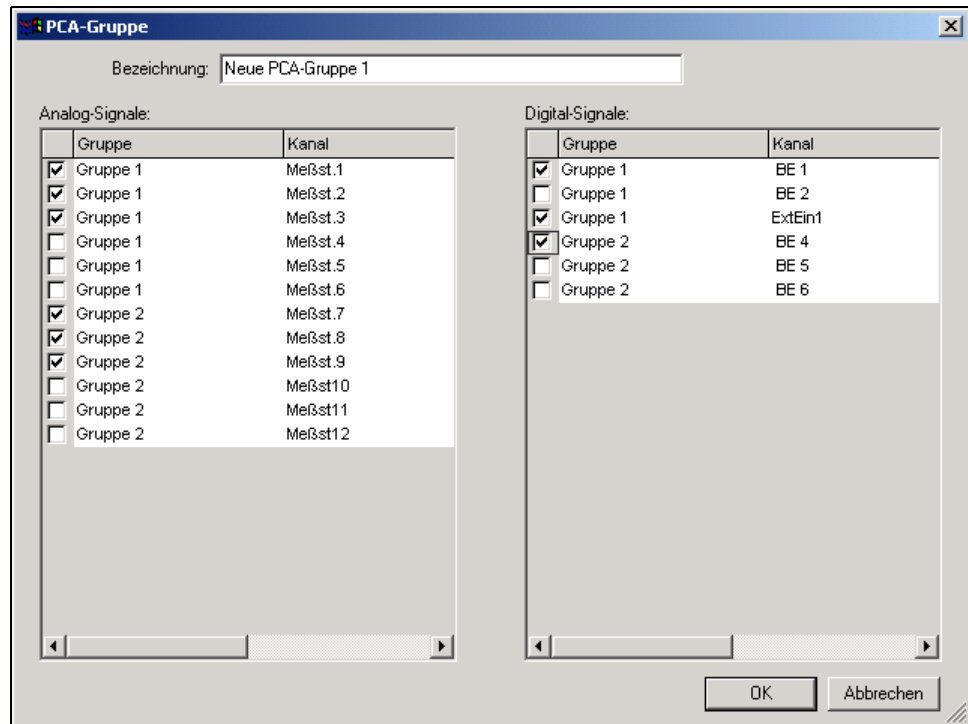 PCA-Gruppe
Bezeichnung: Neue PCA-Gruppe 1
Analog-Signale:
Gruppe Kanal
Gruppe 1 Meßst.1
Gruppe 1 Meßst.2
Gruppe 1 Meßst.3
Gruppe 1 Meßst.4
Gruppe 1 Meßst.5
Gruppe 1 Meßst.6
Gruppe 2 Meßst.7
Gruppe 2 Meßst.8
Gruppe 2 Meßst.9
Gruppe 2 Meßst10
Gruppe 2 Meßst11
Gruppe 2 Meßst12
Digital-Signale:
Gruppe Kanal
Gruppe 1 BE 1
Gruppe 1 BE 2
Gruppe 1 ExtEin1
Gruppe 2 BE 4
Gruppe 2 BE 5
Gruppe 2 BE 6
OK Abbrechen